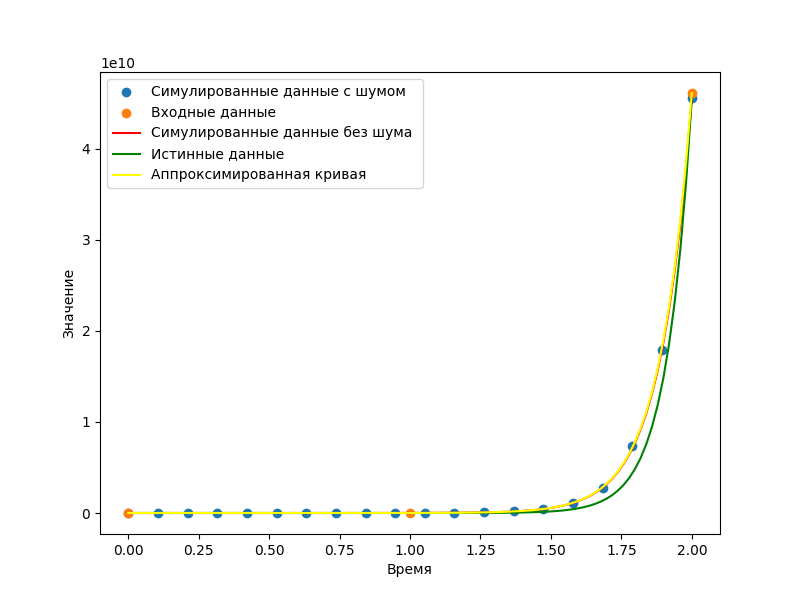 1e10
Симулированные данные с шумом
Входные данные
Симулированные данные без шума
Истинные данные
Аппроксимированная кривая
4
3
2
1
0
Значение
0.00 0.25 0.50 0.75 1.00 1.25 1.50 1.75 2.00
Время